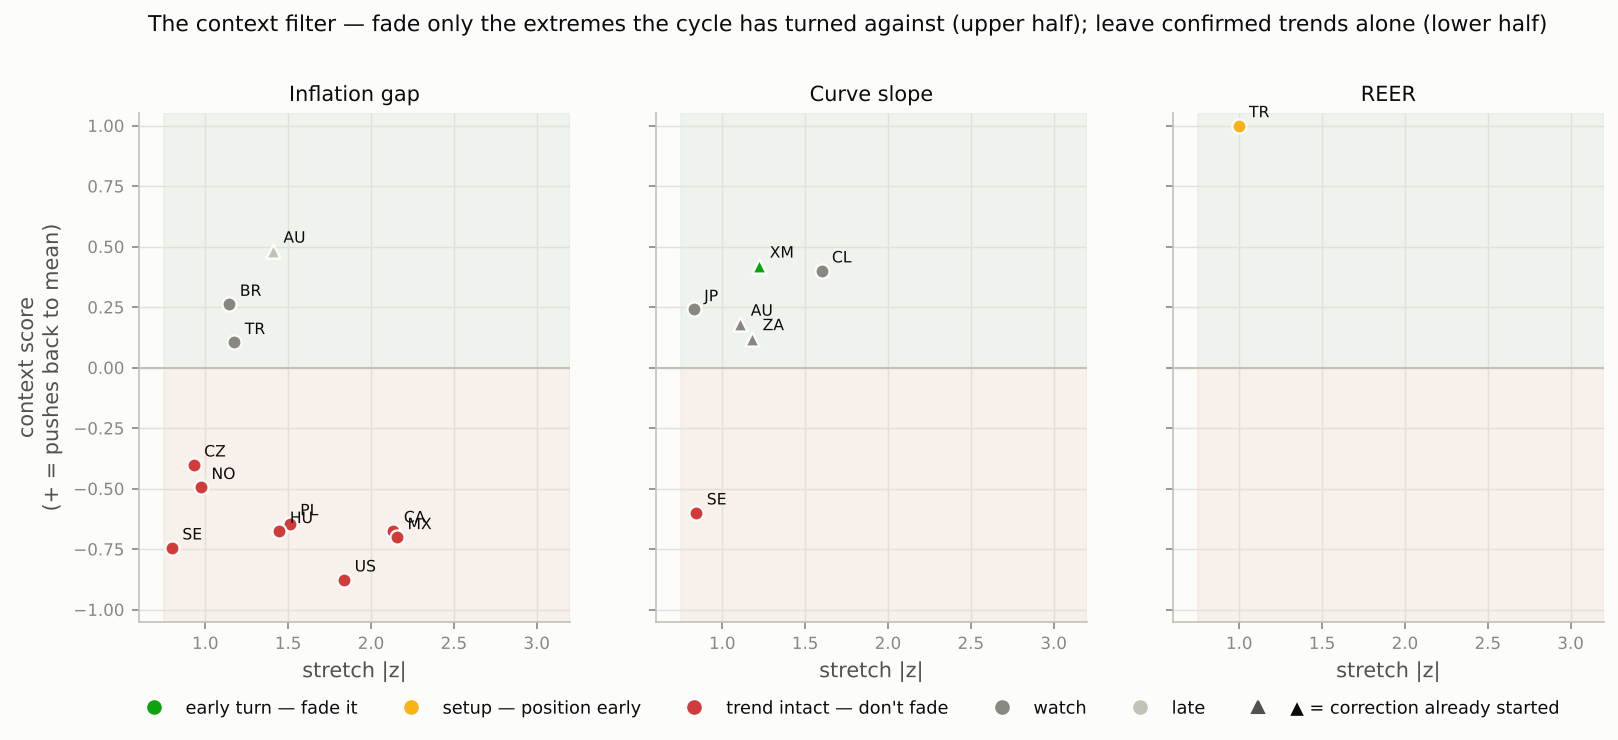 The context filter — fade only the extremes the cycle has turned against (upper half); leave confirmed trends alone (lower half)
Inflation gap
Curve slope
REER
context score
(+ = pushes back to mean)
1.00
0.75
0.50
0.25
0.00
−0.25
−0.50
−0.75
−1.00
AU
BR
TR
CZ
NO
PL
HU
CA
MX
SE
US
XM
CL
JP
AU
ZA
SE
TR
1.0 1.5 2.0 2.5 3.0
1.0 1.5 2.0 2.5 3.0
1.0 1.5 2.0 2.5 3.0
stretch |z|
stretch |z|
stretch |z|
early turn — fade it
setup — position early
trend intact — don't fade
watch
late
▲ = correction already started